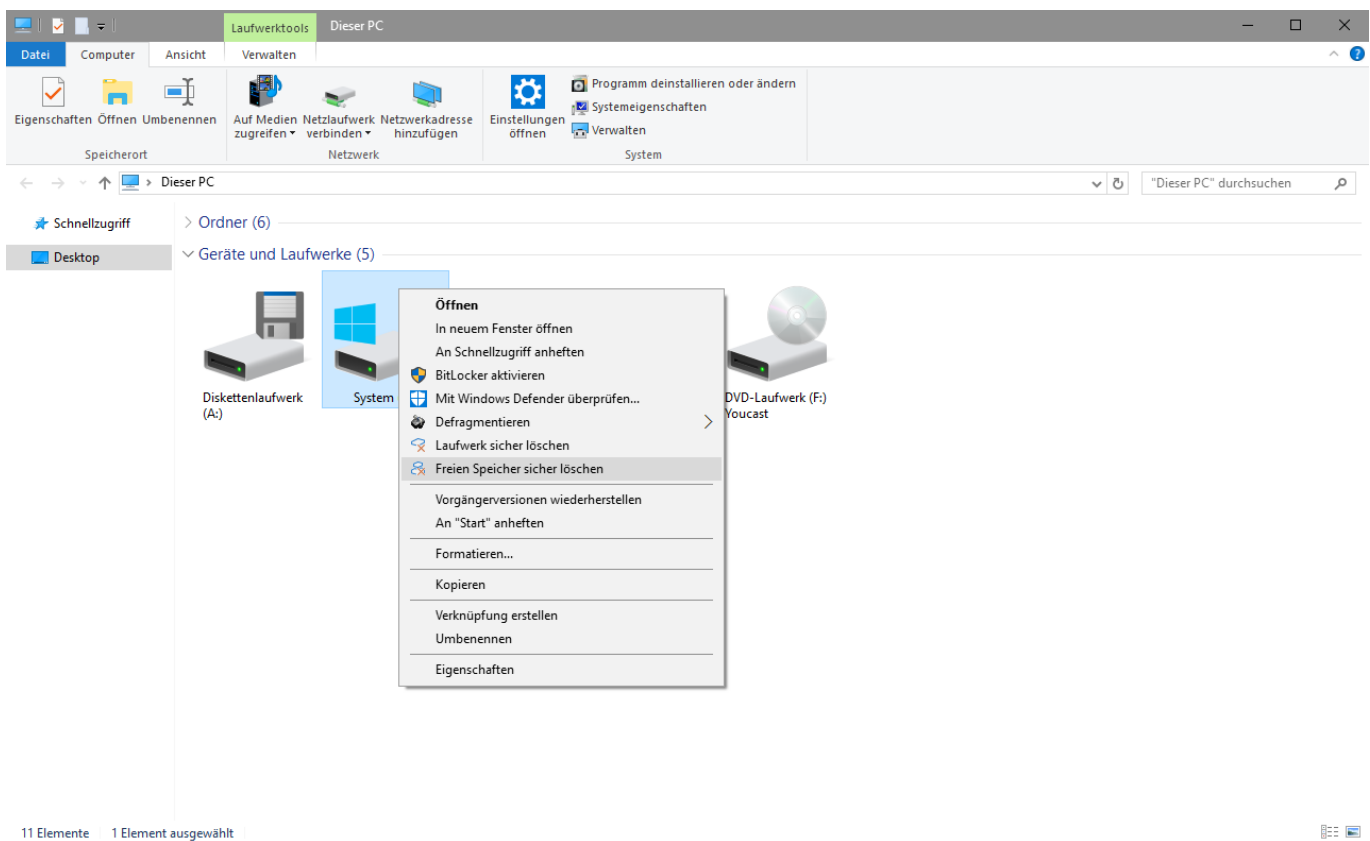 Laufwerktools Dieser PC
Datei Computer Ansicht Verwalten
Eigenschaften Öffnen Umbenennen
Speicherort
Auf Medien zugreifen
Netzlaufwerk verbinden
Netzwerkadresse hinzufügen
Netzwerk
Einstellungen öffnen
Programm deinstallieren oder ändern
Systemeigenschaften
Verwalten
System
Dieser PC
"Dieser PC" durchsuchen
Schnellzugriff
Desktop
Ordner (6)
Geräte und Laufwerke (5)
Diskettenlaufwerk
(A:)
System
DVD-Laufwerk (F:)
Youcast
Öffnen
In neuem Fenster öffnen
An Schnellzugriff anheften
BitLocker aktivieren
Mit Windows Defender überprüfen...
Defragmentieren
Laufwerk sicher löschen
Freien Speicher sicher löschen
Vorgängerversionen wiederherstellen
An "Start" anheften
Formatieren...
Kopieren
Verknüpfung erstellen
Umbenennen
Eigenschaften
11 Elemente 1 Element ausgewählt